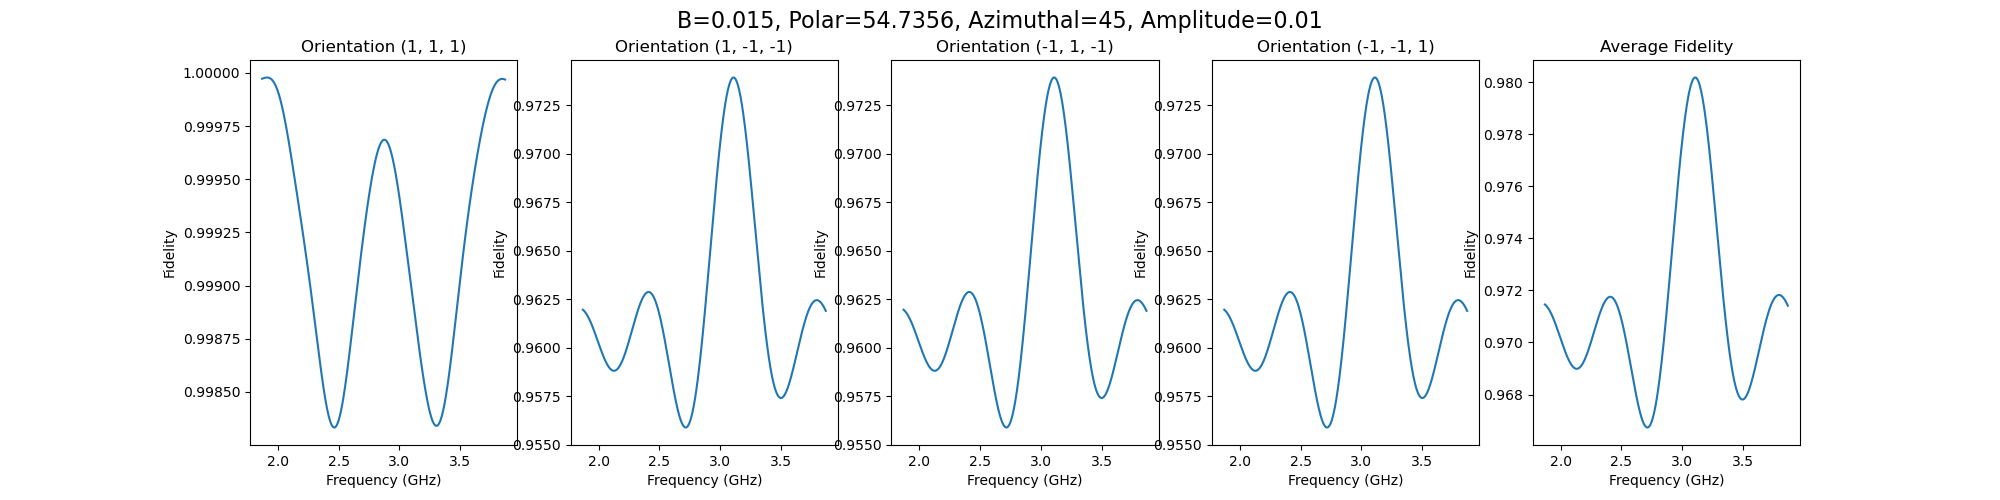 B=0.015, Polar=54.7356, Azimuthal=45, Amplitude=0.01
Orientation (1, 1, 1)
1.00000
0.99975
0.99950
0.99925
0.99900
0.99875
0.99850
Fidelity
2.0 2.5 3.0 3.5
Frequency (GHz)
Orientation (1, -1, -1)
0.9725
0.9700
0.9675
0.9650
0.9625
0.9600
0.9575
0.9550
Fidelity
2.0 2.5 3.0 3.5
Frequency (GHz)
Orientation (-1, 1, -1)
0.9725
0.9700
0.9675
0.9650
0.9625
0.9600
0.9575
0.9550
Fidelity
2.0 2.5 3.0 3.5
Frequency (GHz)
Orientation (-1, -1, 1)
0.9725
0.9700
0.9675
0.9650
0.9625
0.9600
0.9575
0.9550
Fidelity
2.0 2.5 3.0 3.5
Frequency (GHz)
Average Fidelity
0.980
0.978
0.976
0.974
0.972
0.970
0.968
Fidelity
2.0 2.5 3.0 3.5
Frequency (GHz)